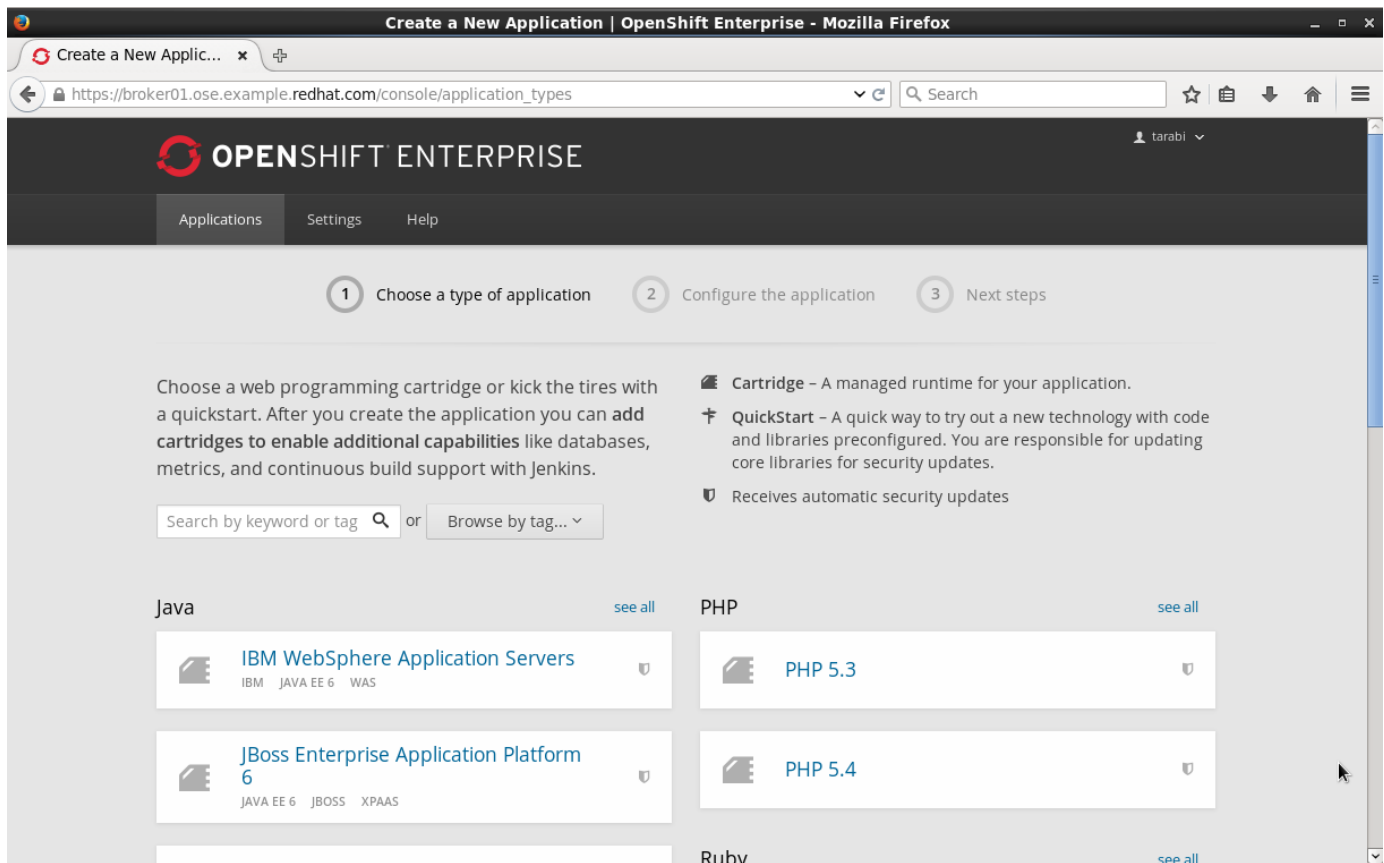 Create a New Application | OpenShift Enterprise - Mozilla Firefox
Create a New Applic...
https://broker01.ose.example.redhat.com/console/application_types
Search
OPENSHIFT ENTERPRISE
tarabi
Applications Settings Help
1 Choose a type of application 2 Configure the application 3 Next steps
Choose a web programming cartridge or kick the tires with
a quickstart. After you create the application you can add
cartridges to enable additional capabilities like databases,
metrics, and continuous build support with Jenkins.
Search by keyword or tag or Browse by tag...
Cartridge – A managed runtime for your application.
QuickStart – A quick way to try out a new technology with code
and libraries preconfigured. You are responsible for updating
core libraries for security updates.
Receives automatic security updates
Java see all
IBM WebSphere Application Servers
IBM JAVA EE 6 WAS
JBoss Enterprise Application Platform
6
JAVA EE 6 JBOSS XPAAS
PHP see all
PHP 5.3
PHP 5.4
Ruby see all